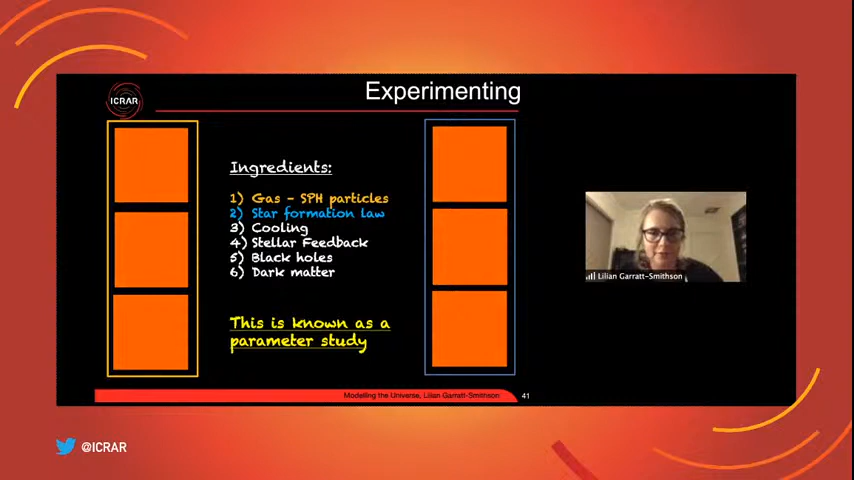 ICRAR
Experimenting
Ingredients:
1) Gas - SPH particles
2) Star formation law
3) Cooling
4) Stellar Feedback
5) Black holes
6) Dark matter
This is known as a
parameter study
Lilian Garratt-Smithson
Modelling the Universe, Lilian Garratt-Smithson
41
@ICRAR